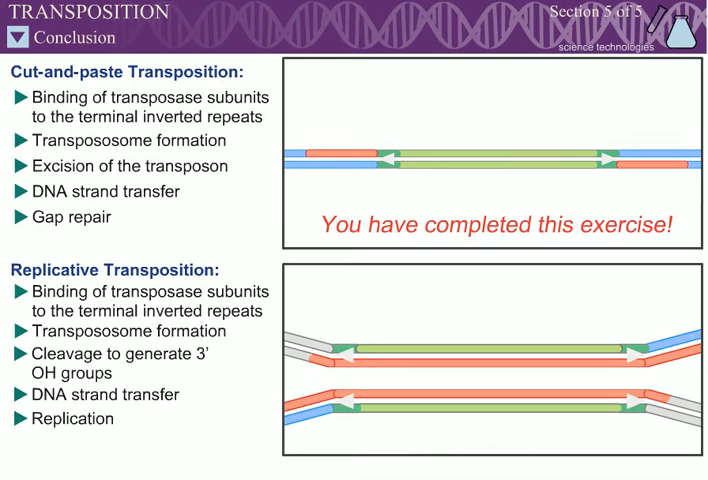 TRANSPOSITION
Section 5 of 5
Conclusion
science technologies
Cut-and-paste Transposition:
Binding of transposase subunits
to the terminal inverted repeats
Transpososome formation
Excision of the transposon
DNA strand transfer
Gap repair
You have completed this exercise!
Replicative Transposition:
Binding of transposase subunits
to the terminal inverted repeats
Transpososome formation
Cleavage to generate 3’
OH groups
DNA strand transfer
Replication